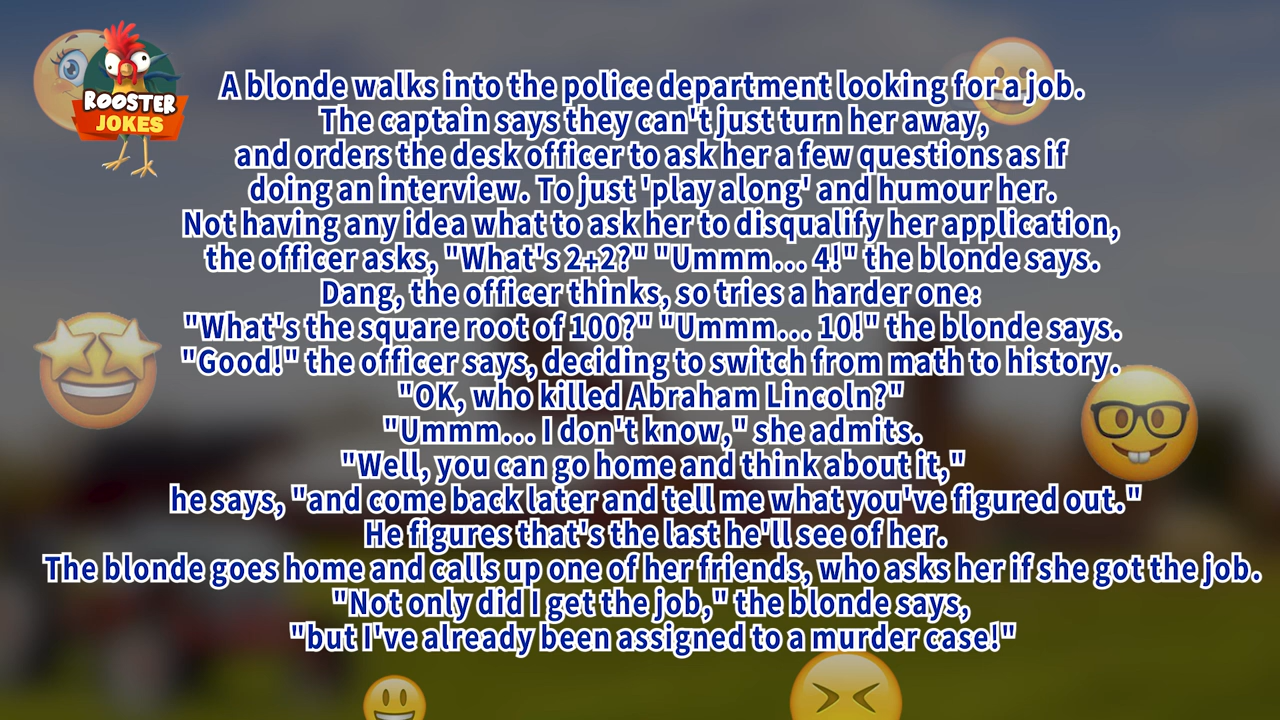 ROOSTER
JOKES
A blonde walks into the police department looking for a job.
The captain says they can't just turn her away,
and orders the desk officer to ask her a few questions as if
doing an interview. To just 'play along' and humour her.
Not having any idea what to ask her to disqualify her application,
the officer asks, "What's 2+2?" "Ummm... 4!" the blonde says.
Dang, the officer thinks, so tries a harder one:
"What's the square root of 100?" "Ummm... 10!" the blonde says.
"Good!" the officer says, deciding to switch from math to history.
"OK, who killed Abraham Lincoln?"
"Ummm... I don't know," she admits.
"Well, you can go home and think about it,"
he says, "and come back later and tell me what you've figured out."
He figures that's the last he'll see of her.
The blonde goes home and calls up one of her friends, who asks her if she got the job.
"Not only did I get the job," the blonde says,
"but I've already been assigned to a murder case!"